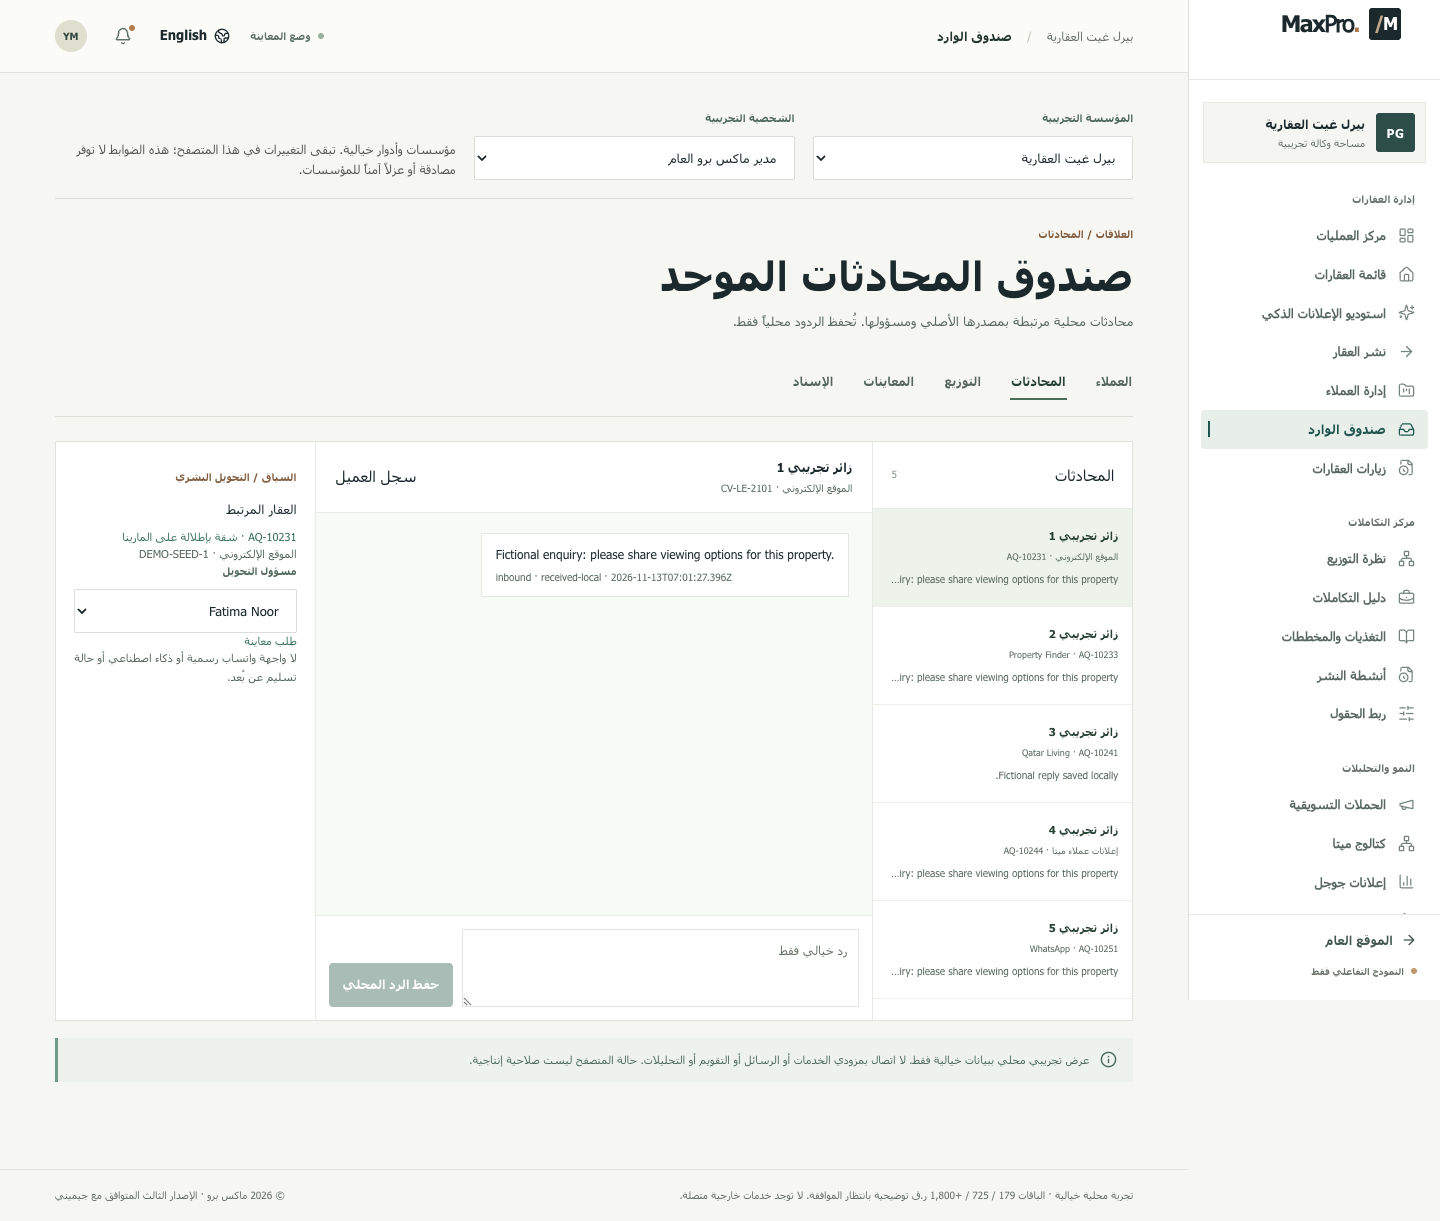 MaxPro. /M
PG
بيرل غيت العقارية
مساحة وكالة تجريبية
إدارة العقارات
مركز العمليات
قائمة العقارات
استوديو الإعلانات الذكي
نشر العقار
إدارة العملاء
صندوق الوارد
زيارات العقارات
مركز التكاملات
نظرة التوزيع
دليل التكاملات
التغذيات والمخططات
أنشطة النشر
ربط الحقول
النمو والتحليلات
الحملات التسويقية
كتالوج ميتا
إعلانات جوجل
الموقع العام
النموذج التفاعلي فقط
بيرل غيت العقارية / صندوق الوارد
وضع المعاينة
English
YM
المؤسسة التجريبية
بيرل غيت العقارية
الشخصية التجريبية
مدير ماكس برو العام
مؤسسات وأدوار خيالية. تبقى التغييرات في هذا المتصفح؛ هذه الضوابط لا توفر
مصادقة أو عزلاً آمناً للمؤسسات.
العلاقات / المحادثات
صندوق المحادثات الموحد
محادثات محلية مرتبطة بمصدرها الأصلي ومسؤولها. تُحفظ الردود محلياً فقط.
العملاء
المحادثات
التوزيع
المعاينات
الإسناد
المحادثات
5
زائر تجريبي 1
الموقع الإلكتروني · AQ-10231
...iry: please share viewing options for this property
زائر تجريبي 2
Property Finder · AQ-10233
...iry: please share viewing options for this property
زائر تجريبي 3
Qatar Living · AQ-10241
.Fictional reply saved locally
زائر تجريبي 4
إعلانات عملاء ميتا · AQ-10244
...iry: please share viewing options for this property
زائر تجريبي 5
WhatsApp · AQ-10251
...iry: please share viewing options for this property
زائر تجريبي 1
الموقع الإلكتروني · CV-LE-2101
سجل العميل
Fictional enquiry: please share viewing options for this property.
inbound · received-local · 2026-11-13T07:01:27.396Z
رد خيالي فقط
حفظ الرد المحلي
السياق / التحويل البشري
العقار المرتبط
AQ-10231 · شقة بإطلالة على المارينا
الموقع الإلكتروني · DEMO-SEED-1
مسؤول التحويل
Fatima Noor
طلب معاينة
لا واجهة واتساب رسمية أو ذكاء اصطناعي أو حالة
تسليم عن بُعد.
عرض تجريبي محلي ببيانات خيالية فقط. لا اتصال بمزودي الخدمات أو الرسائل أو التقويم أو التحليلات. حالة المتصفح ليست صلاحية إنتاجية.
تجربة محلية خيالية · الباقات 179 / 725 / +1,800 ر.ق توضيحية بانتظار الموافقة. لا توجد خدمات خارجية متصلة.
© 2026 ماكس برو · الإصدار الثالث المتوافق مع جيميني